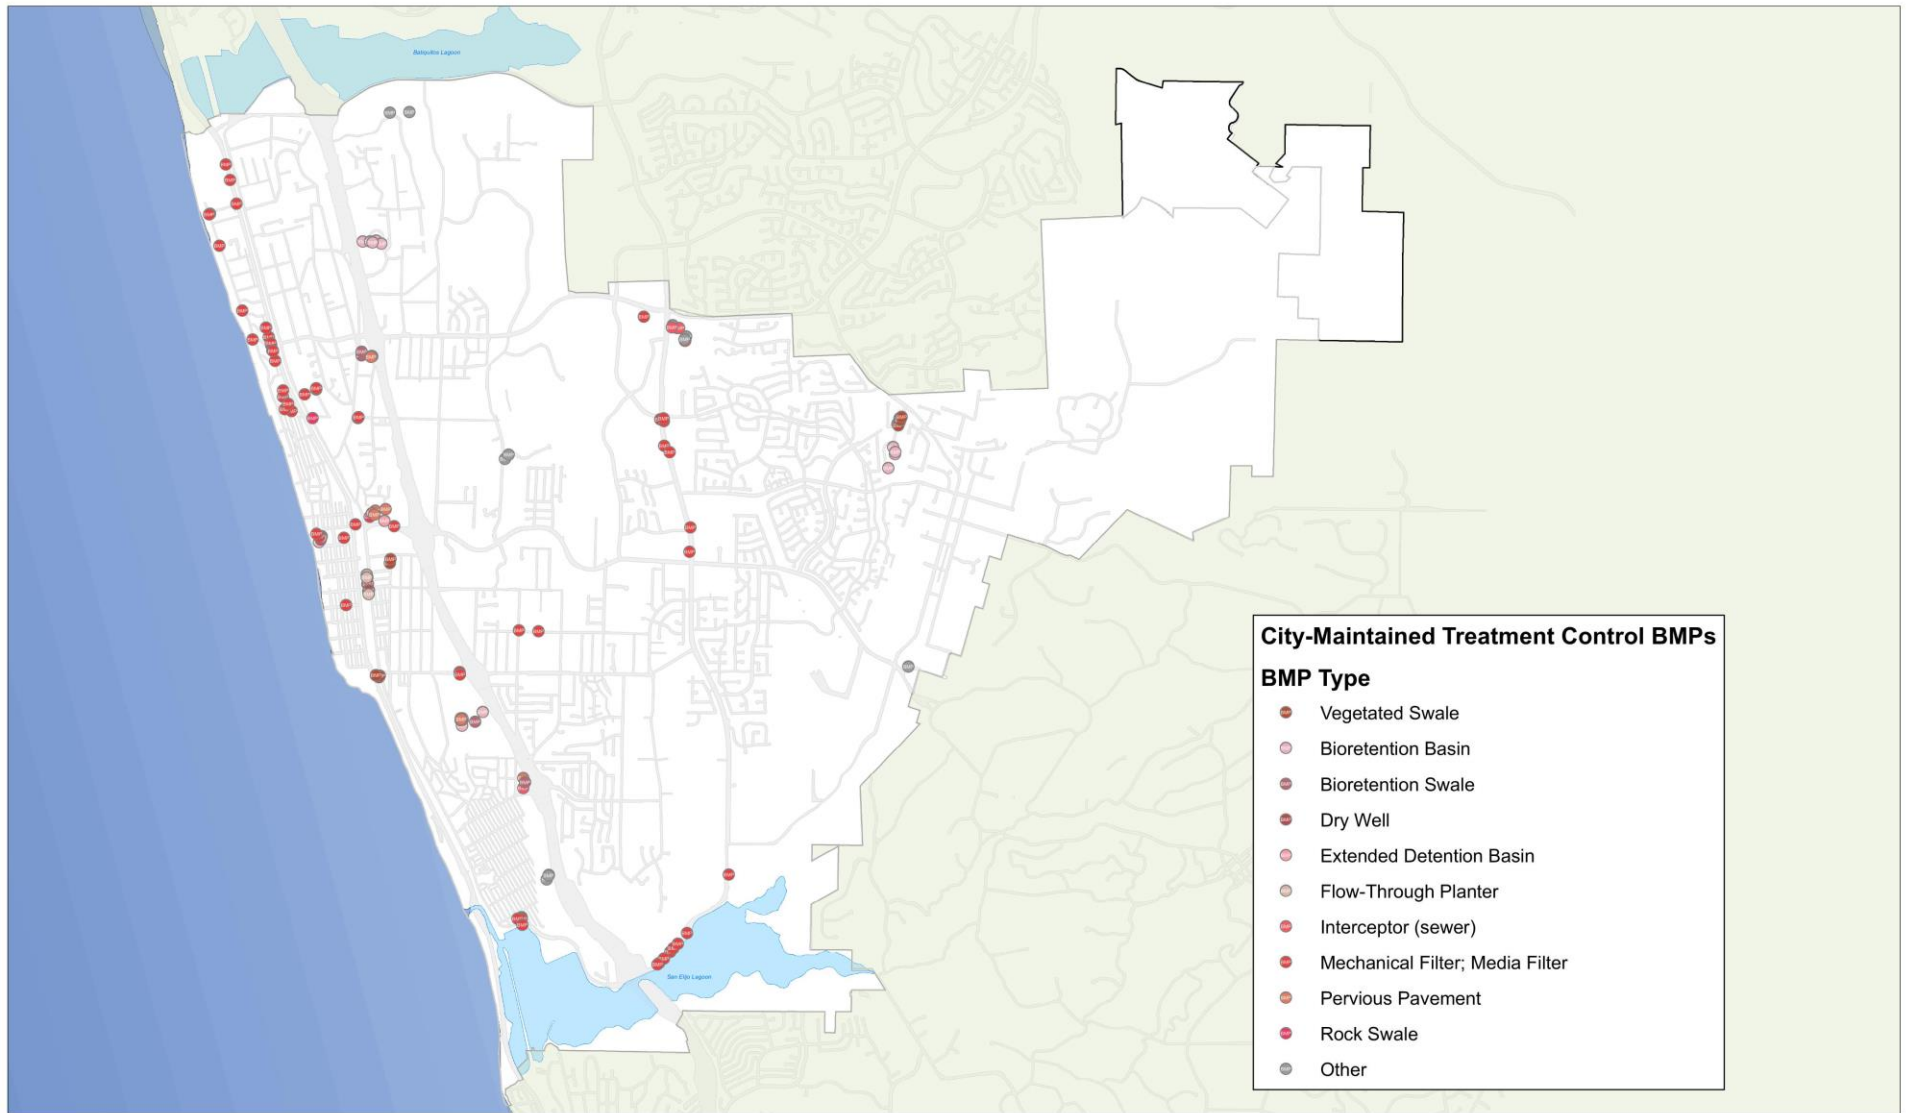 Batiquitos Lagoon
San Elijo Lagoon
City-Maintained Treatment Control BMPs
BMP Type
Vegetated Swale
Bioretention Basin
Bioretention Swale
Dry Well
Extended Detention Basin
Flow-Through Planter
Interceptor (sewer)
Mechanical Filter; Media Filter
Pervious Pavement
Rock Swale
Other